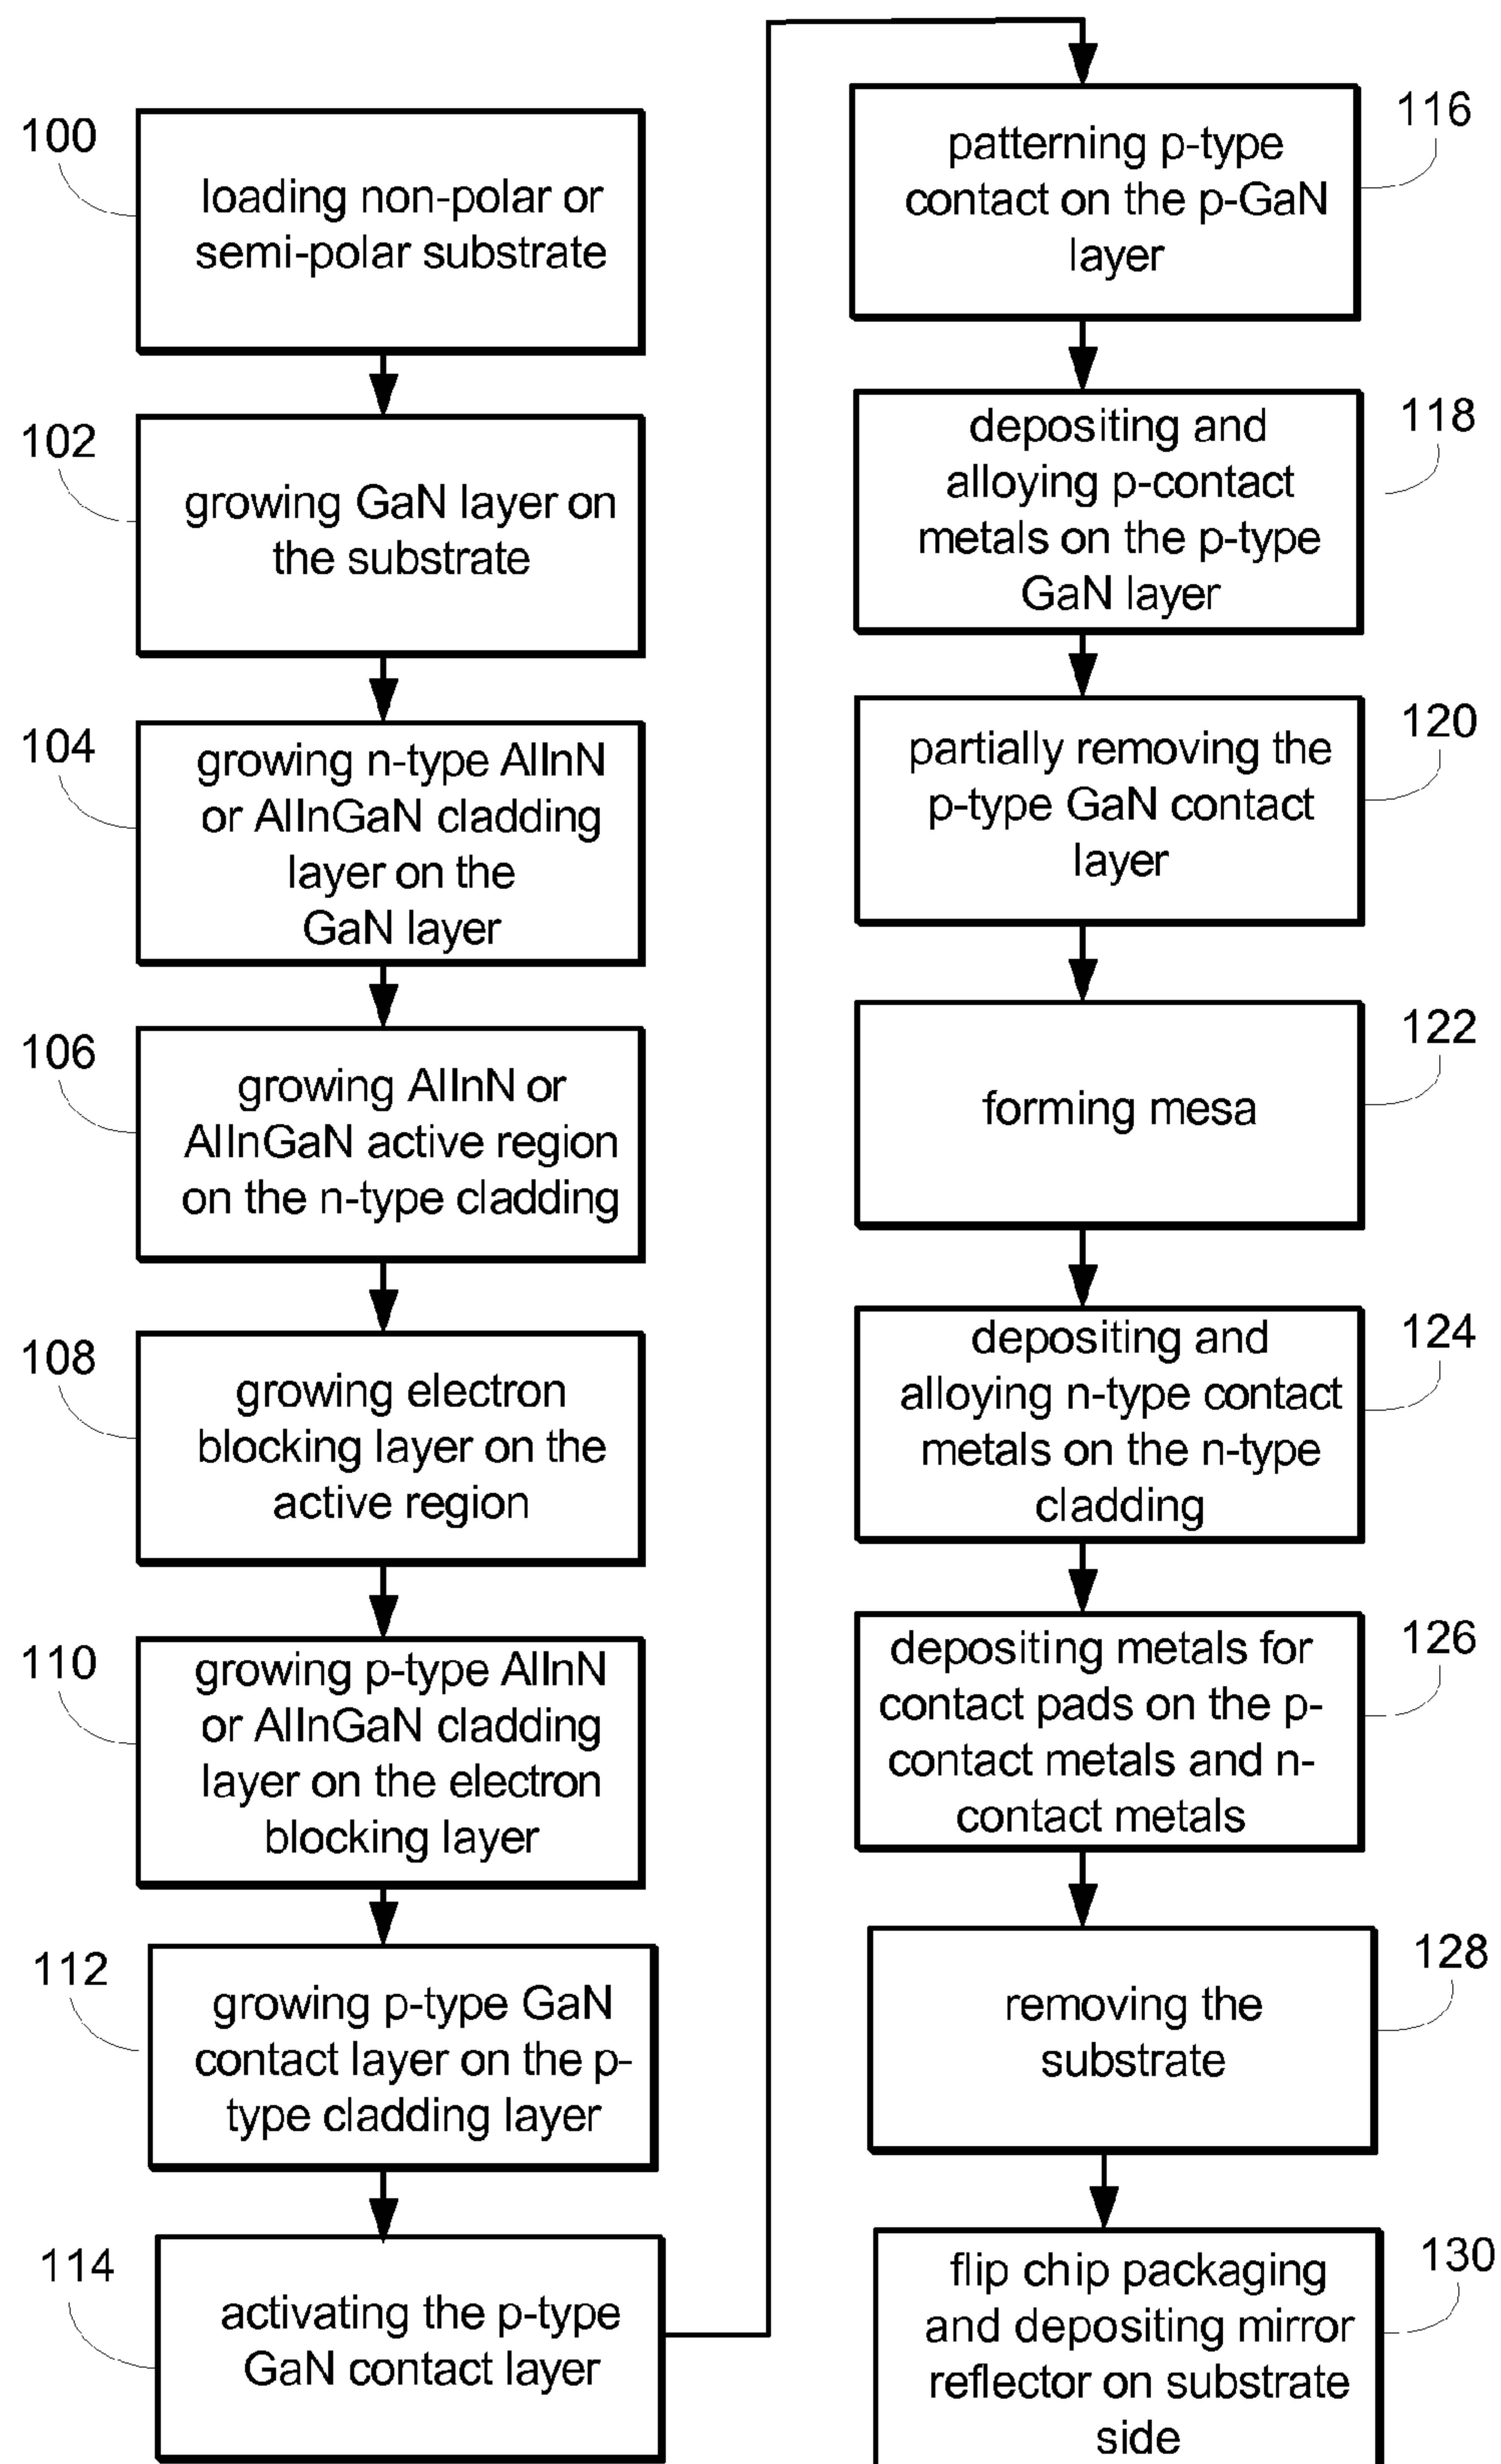 100
loading non-polar or
semi-polar substrate
102
growing GaN layer on
the substrate
104
growing n-type AlInN
or AlInGaN cladding
layer on the
GaN layer
106
growing AlInN or
AlInGaN active region
on the n-type cladding
108
growing electron
blocking layer on the
active region
110
growing p-type AlInN
or AlInGaN cladding
layer on the electron
blocking layer
112
growing p-type GaN
contact layer on the p-
type cladding layer
114
activating the p-type
GaN contact layer
116
patterning p-type
contact on the p-GaN
layer
118
depositing and
alloying p-contact
metals on the p-type
GaN layer
120
partially removing the
p-type GaN contact
layer
122
forming mesa
124
depositing and
alloying n-type contact
metals on the n-type
cladding
126
depositing metals for
contact pads on the p-
contact metals and n-
contact metals
128
removing the
substrate
130
flip chip packaging
and depositing mirror
reflector on substrate
side